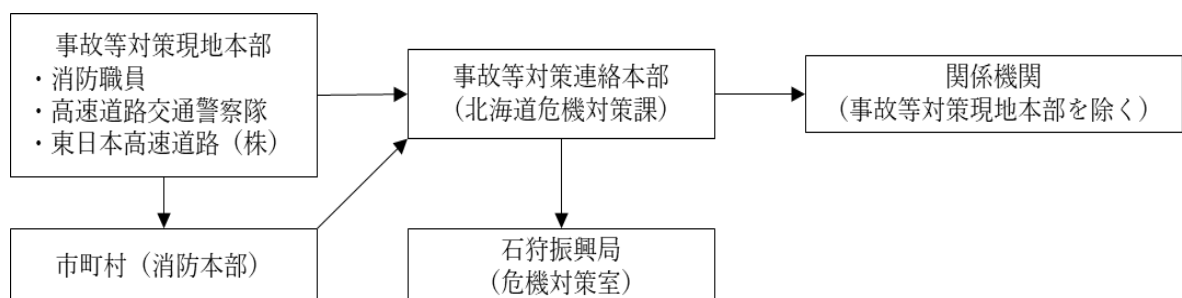 事故等対策現地本部
・消防職員
・高速道路交通警察隊
・東日本高速道路（株）
事故等対策連絡本部
（北海道危機対策課）
関係機関
（事故等対策現地本部を除く）
市町村（消防本部）
石狩振興局
（危機対策室）